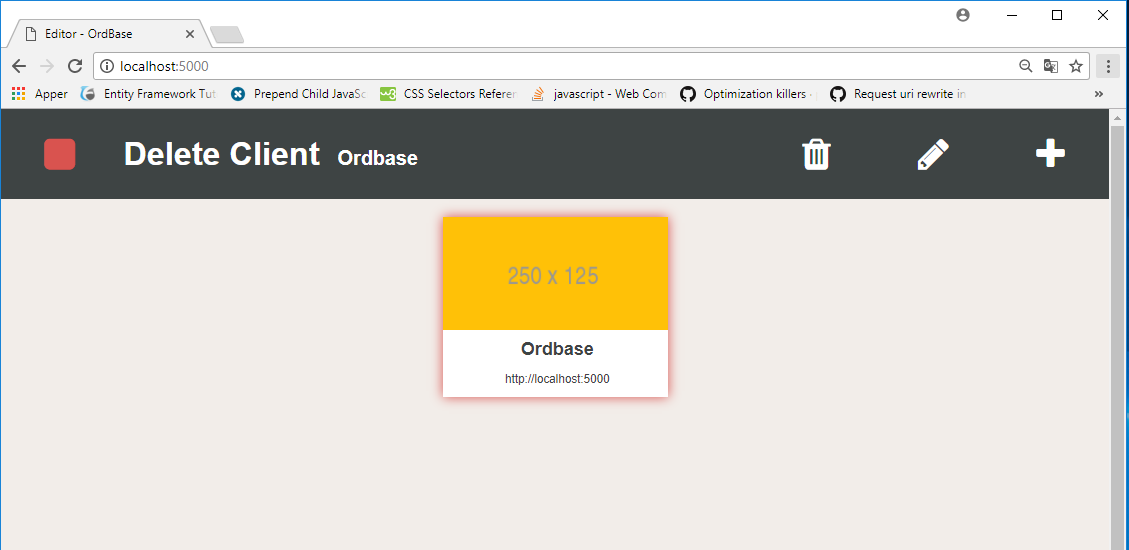 Editor - OrdBase
localhost:5000
Apper Entity Framework Tut Prepend Child JavaSc CSS Selectors Referen javascript - Web Com Optimization killers · Request uri rewrite in »
Delete Client Ordbase
250 x 125
Ordbase
http://localhost:5000